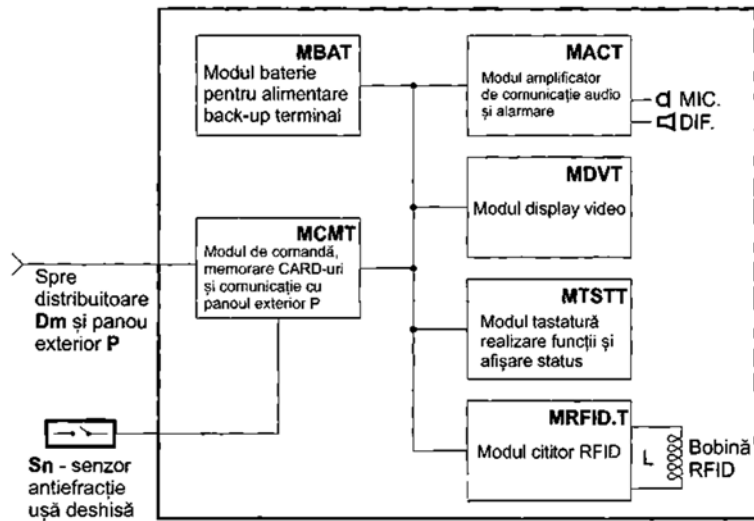 MBAT
Modul baterie
pentru alimentare
back-up terminal
MACT
Modul amplificator
de comunicație audio
și alarmare
MIC.
DIF.
MDVT
Modul display video
MCMT
Modul de comandă,
memorare CARD-uri
și comunicație cu
panoul exterior P
Spre
distribuitoare
Dm și panou
exterior P
MTSTT
Modul tastatură
realizare funcții și
afișare status
MRFID.T
Modul cititor RFID
L
Bobină
RFID
Sn - senzor
antiefracție
ușă deshisă